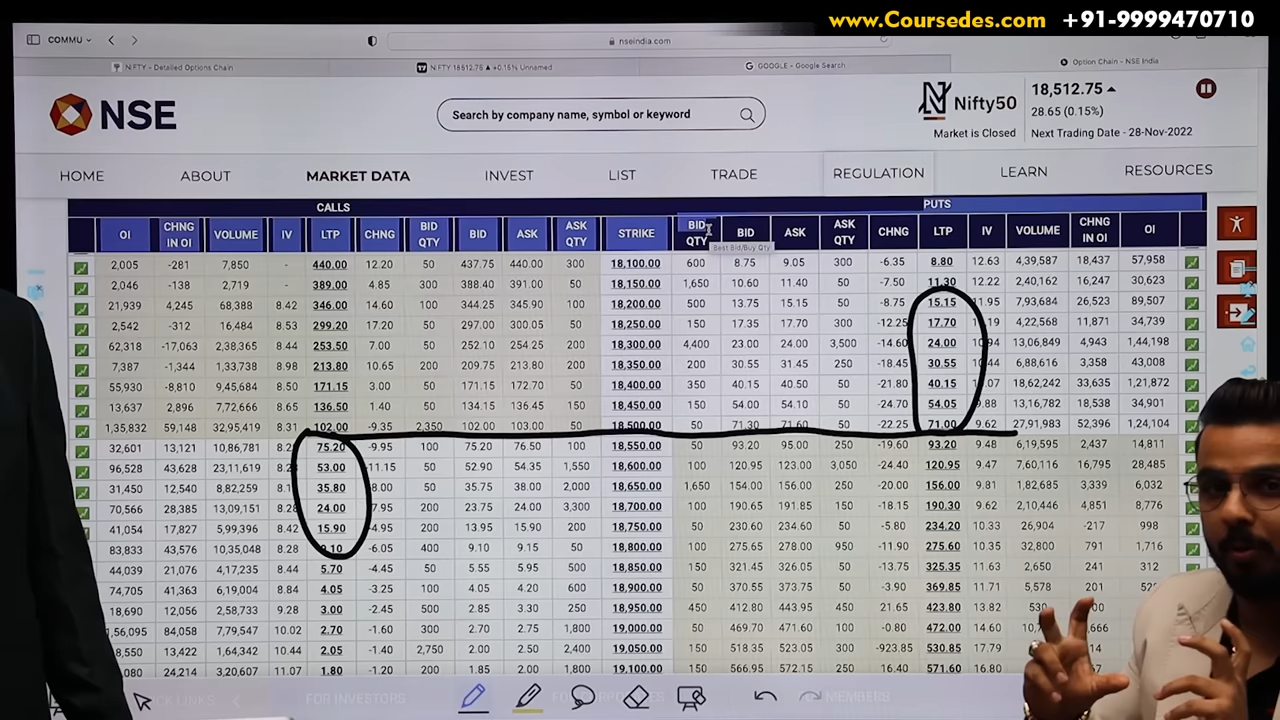 www.Coursedes.com +91-9999470710
COMMU
nseindia.com
NIFTY - Detailed Options Chain
NIFTY 18512.75 ▲ +0.15% Unnamed
GOOGLE - Google Search
Option Chain - NSE India
NSE
Search by company name, symbol or keyword
Nifty50
Market is Closed
18,512.75
28.65 (0.15%)
Next Trading Date - 28-Nov-2022
HOME ABOUT MARKET DATA INVEST LIST TRADE REGULATION LEARN RESOURCES
CALLS PUTS
OI CHNG IN OI VOLUME IV LTP CHNG BID QTY BID ASK ASK QTY STRIKE BID QTY BID ASK ASK QTY CHNG LTP IV VOLUME CHNG IN OI OI
Best Bid/Buy Qty
2,005 -281 7,850 - 440.00 12.20 50 437.75 440.00 300 18,100.00 600 8.75 9.05 300 -6.35 8.80 12.63 4,39,587 18,437 57,958
2,046 -138 2,719 - 389.00 4.85 300 388.40 391.00 50 18,150.00 1,650 10.60 11.40 50 -7.50 11.30 12.22 2,40,162 16,247 30,623
21,939 4,245 68,388 8.42 346.00 14.60 100 344.25 345.90 100 18,200.00 500 13.75 15.15 50 -8.75 15.15 11.95 7,93,684 26,523 89,507
2,542 -312 16,484 8.53 299.20 17.20 50 297.00 300.05 50 18,250.00 150 17.35 17.70 300 -12.25 17.70 4,22,568 11,871 34,739
62,318 -17,063 2,38,365 8.44 253.50 7.00 50 252.10 254.25 200 18,300.00 4,400 23.00 24.00 3,500 -14.60 24.00 13,06,849 4,943 1,44,198
7,387 -1,344 1,33,738 8.98 213.80 10.65 200 209.75 213.80 200 18,350.00 200 30.55 31.45 250 -18.45 30.55 6,88,616 3,358 43,008
55,930 -8,810 9,45,684 8.50 171.15 3.00 50 171.15 172.70 50 18,400.00 350 40.15 40.50 50 -21.80 40.15 18,62,242 33,635 1,21,872
13,637 2,896 7,72,666 8.65 136.50 1.40 50 134.15 136.45 150 18,450.00 150 54.00 54.10 50 -24.70 54.05 13,16,782 18,538 34,901
1,35,832 59,148 32,95,419 8.31 102.00 -9.35 2,350 102.00 103.00 50 18,500.00 50 71.30 71.60 50 -22.25 71.00 9.62 27,91,983 52,396 1,24,104
32,601 13,121 10,86,781 75.20 -9.95 100 75.20 76.50 100 18,550.00 50 93.20 95.00 250 -19.60 93.20 9.48 6,19,595 2,437 14,811
96,528 43,628 23,11,619 53.00 -11.15 50 52.90 54.35 1,550 18,600.00 100 120.95 123.00 3,050 -24.40 120.95 9.47 7,60,116 16,795 28,485
31,450 12,540 8,82,259 35.80 50 35.75 38.00 2,000 18,650.00 1,650 154.00 156.00 250 -20.00 156.00 9.81 1,82,685 3,339 6,032
70,566 28,385 13,09,151 24.00 200 23.75 24.00 3,300 18,700.00 100 190.65 191.85 150 -18.15 190.30 9.62 2,10,446 4,851 8,776
41,054 17,827 5,99,396 8.42 15.90 200 13.95 15.90 200 18,750.00 50 230.60 234.60 50 -5.80 234.20 10.33 26,904 -217 998
83,833 43,576 10,35,048 8.28 -6.05 400 9.10 9.15 50 18,800.00 100 275.65 278.00 950 -11.90 275.60 10.35 32,800 791 1,716
44,039 21,076 4,17,235 8.44 5.70 -4.45 50 5.55 5.95 500 18,850.00 150 321.45 326.05 50 -13.75 325.35 11.63 2,650 241 312
74,705 41,363 6,19,004 8.84 4.05 -3.25 100 4.05 4.20 600 18,900.00 50 370.55 373.75 50 -3.90 369.85 11.71 5,578 201
18,690 12,056 2,58,733 9.28 3.00 -2.45 500 2.85 3.30 250 18,950.00 450 412.80 443.95 450 21.65 423.80 13.82 530
1,56,095 84,058 7,79,547 10.02 2.70 -1.60 300 2.70 2.75 1,800 19,000.00 150 469.70 471.60 100 -0.80 472.00 14.60
13,422 1,64,342 10.44 2.05 -1.40 2,750 2.00 2.50 2,400 19,050.00 150 518.35 523.05 50 -923.85 530.85 17.79
24,214 3,20,607 11.07 1.80 -1.20 200 1.85 2.00 1,800 19,100.00 150 566.95 572.15 250 16.40 571.60 16.80
FOR INVESTORS